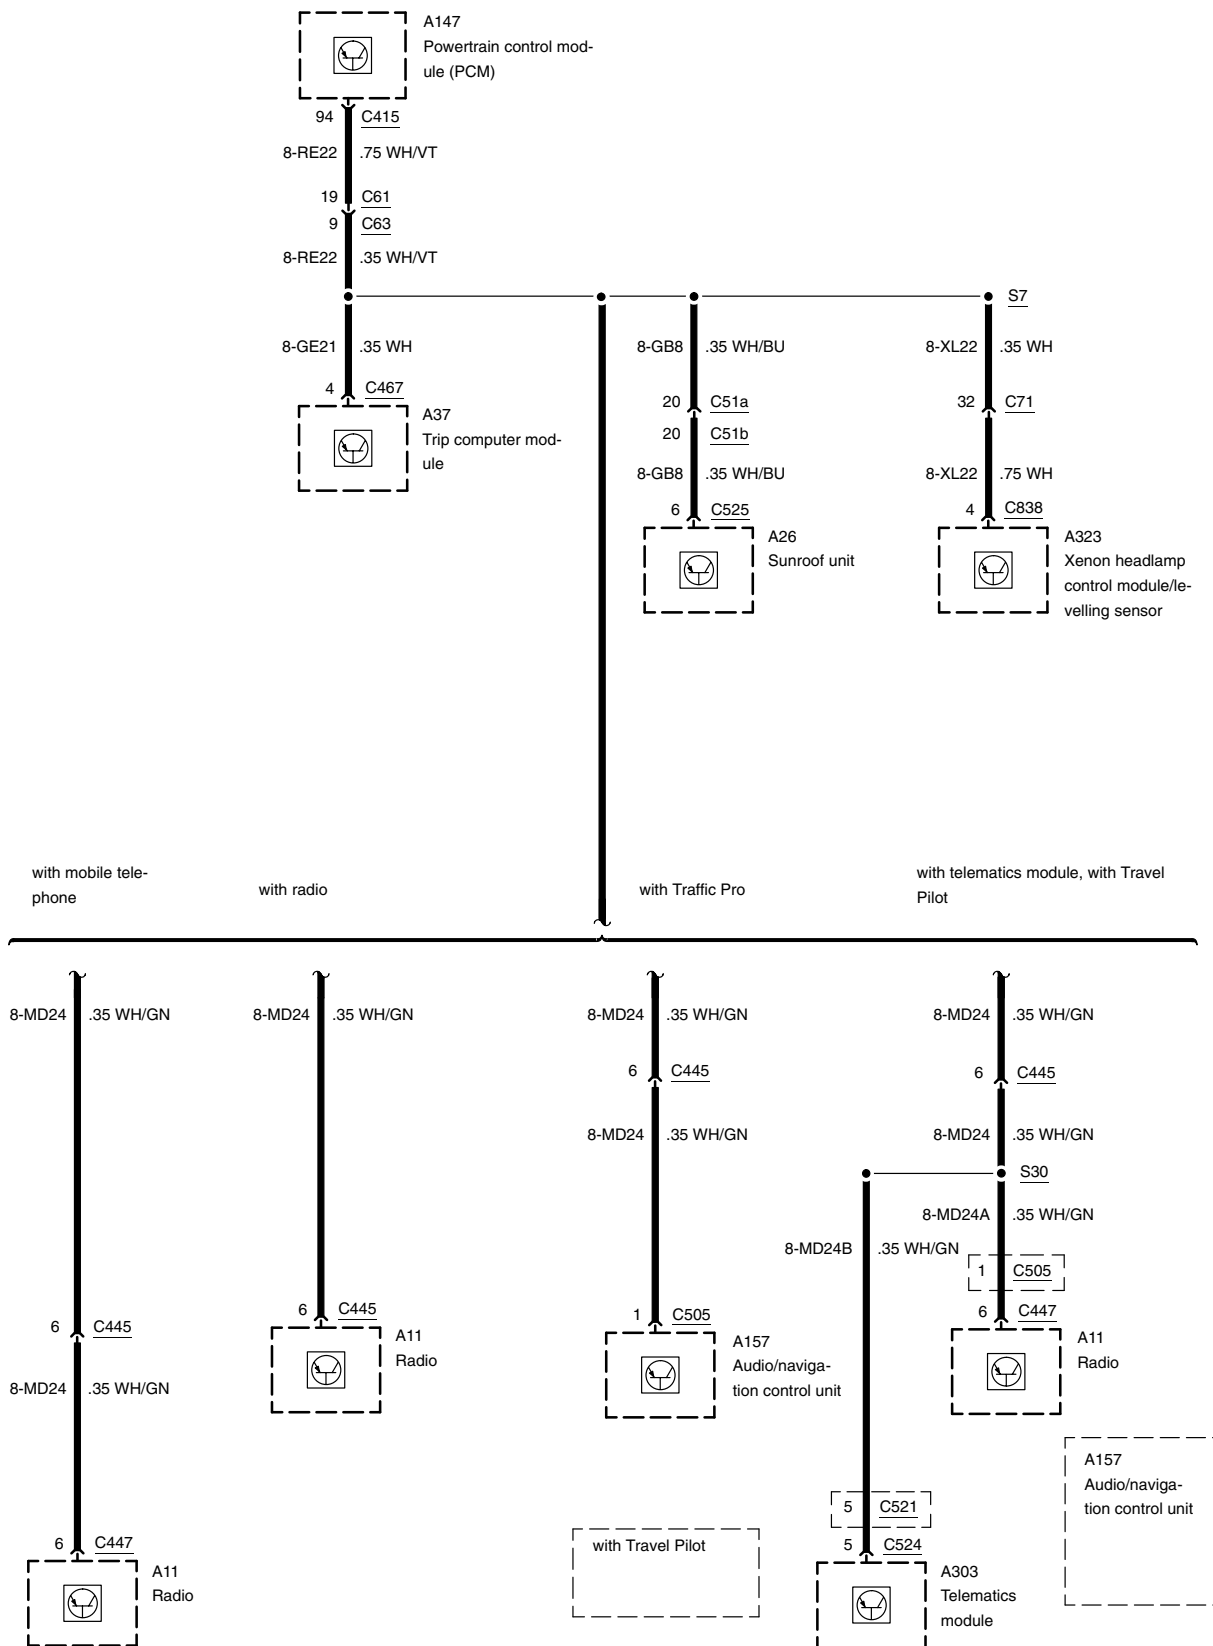 A147
Powertrain control mod-
ule (PCM)
94 C415
8-RE22 .75 WH/VT
19 C61
9 C63
8-RE22 .35 WH/VT
S7
8-GE21 .35 WH
8-GB8 .35 WH/BU
8-XL22 .35 WH
4 C467
20 C51a
32 C71
A37
Trip computer mod-
ule
20 C51b
8-GB8 .35 WH/BU
8-XL22 .75 WH
6 C525
4 C838
A26
Sunroof unit
A323
Xenon headlamp
control module/le-
velling sensor
with mobile tele-
phone
with radio
with Traffic Pro
with telematics module, with Travel
Pilot
8-MD24 .35 WH/GN
8-MD24 .35 WH/GN
8-MD24 .35 WH/GN
8-MD24 .35 WH/GN
6 C445
6 C445
8-MD24 .35 WH/GN
8-MD24 .35 WH/GN
S30
8-MD24A .35 WH/GN
8-MD24B .35 WH/GN
1 C505
6 C445
6 C445
1 C505
6 C447
A11
Radio
A157
Audio/naviga-
tion control unit
A11
Radio
8-MD24 .35 WH/GN
A157
Audio/naviga-
tion control unit
5 C521
with Travel Pilot
6 C447
5 C524
A11
Radio
A303
Telematics
module